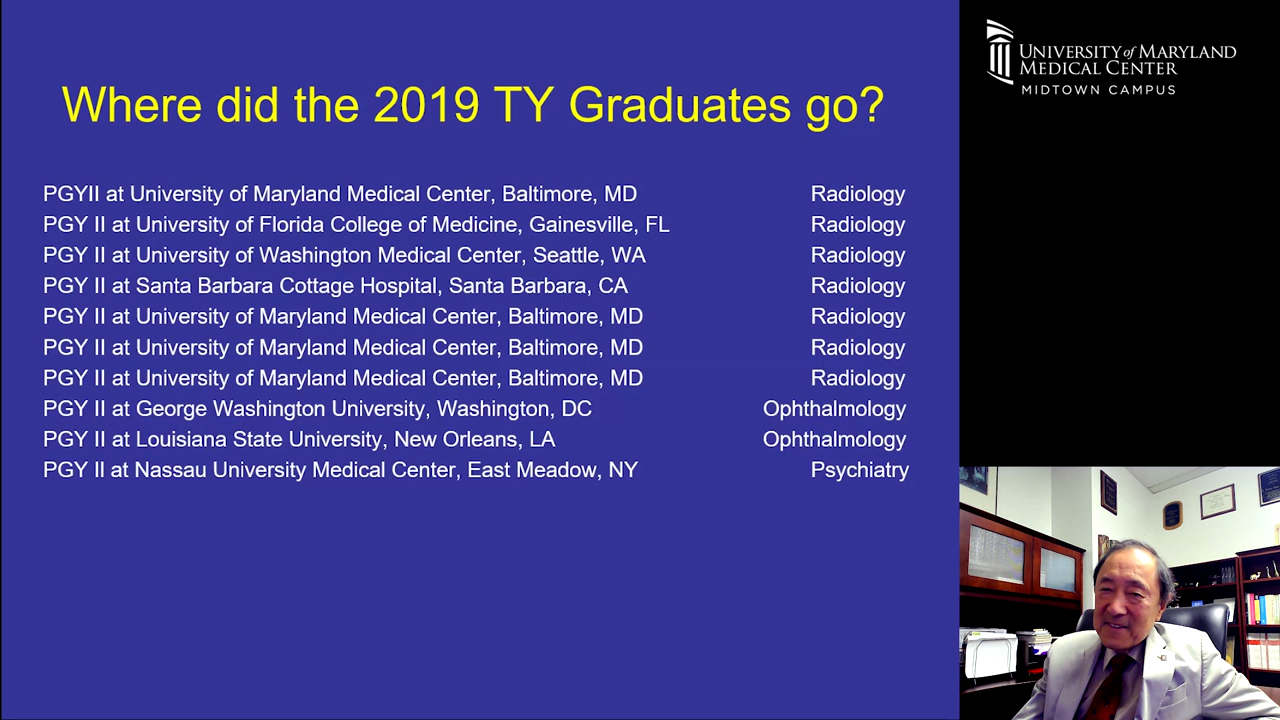 Where did the 2019 TY Graduates go?
PGYII at University of Maryland Medical Center, Baltimore, MD Radiology
PGY II at University of Florida College of Medicine, Gainesville, FL Radiology
PGY II at University of Washington Medical Center, Seattle, WA Radiology
PGY II at Santa Barbara Cottage Hospital, Santa Barbara, CA Radiology
PGY II at University of Maryland Medical Center, Baltimore, MD Radiology
PGY II at University of Maryland Medical Center, Baltimore, MD Radiology
PGY II at University of Maryland Medical Center, Baltimore, MD Radiology
PGY II at George Washington University, Washington, DC Ophthalmology
PGY II at Louisiana State University, New Orleans, LA Ophthalmology
PGY II at Nassau University Medical Center, East Meadow, NY Psychiatry
UNIVERSITY of MARYLAND
MEDICAL CENTER
MIDTOWN CAMPUS